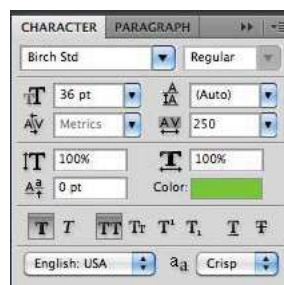 CHARACTER PARAGRAPH
Birch Std Regular
36 pt (Auto)
Metrics 250
100% 100%
0 pt Color:
T T TT Tr T¹ T₁ T T
English: USA aa Crisp